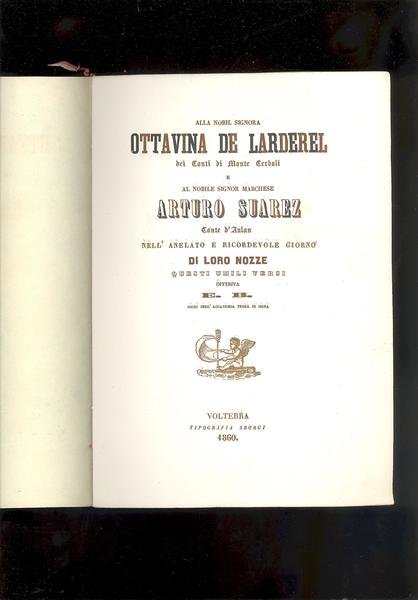 ALLA NOBIL SIGNORA
OTTAVINA DE LARDEREL
dei Conti di Monte Cerboli
E
AL NOBILE SIGNOR MARCHESE
ARTURO SUAREZ
Conte d'Aulan
NELL' ANELATO E RICORDEVOLE GIORNO
DI LORO NOZZE
QUESTI UMILI VERSI
OFFERIVA
E. B.
SOCIO DELL' ACCADEMIA TEGEA DI SIENA
VOLTERRA
TIPOGRAFIA SBORGI
1860.